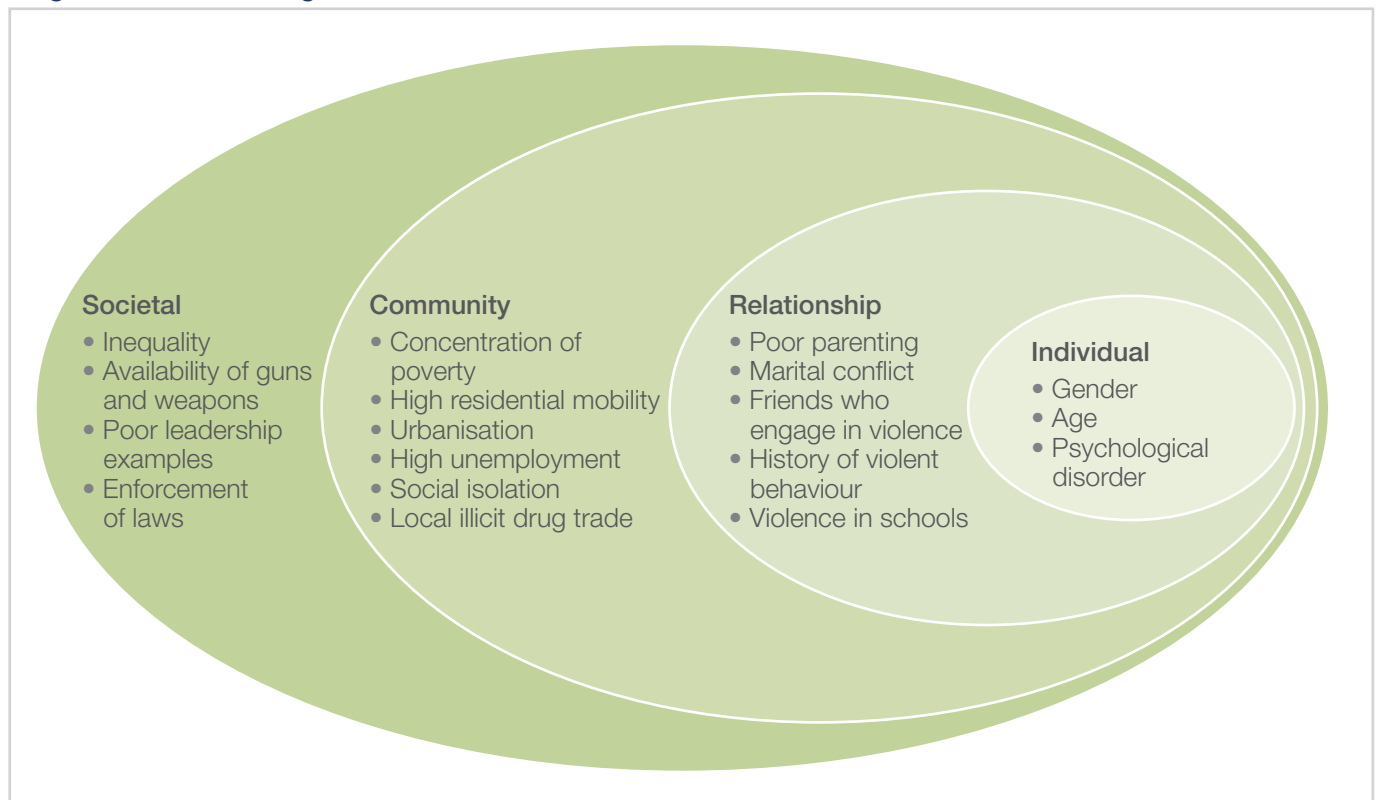 Societal
• Inequality
• Availability of guns
and weapons
• Poor leadership
examples
• Enforcement
of laws
Community
• Concentration of
poverty
• High residential mobility
• Urbanisation
• High unemployment
• Social isolation
• Local illicit drug trade
Relationship
• Poor parenting
• Marital conflict
• Friends who
engage in violence
• History of violent
behaviour
• Violence in schools
Individual
• Gender
• Age
• Psychological
disorder